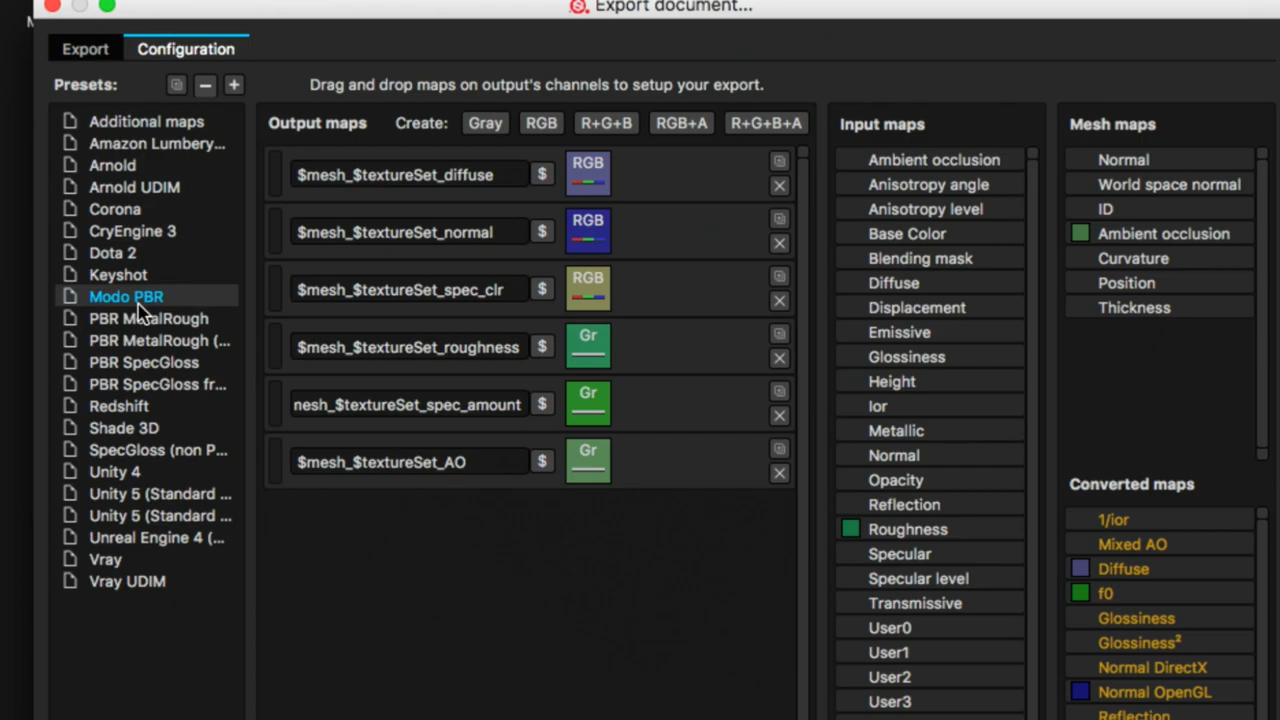 Export document...
Export
Configuration
Presets:
Drag and drop maps on output's channels to setup your export.
Additional maps
Amazon Lumbery...
Arnold
Arnold UDIM
Corona
CryEngine 3
Dota 2
Keyshot
Modo PBR
PBR MetalRough
PBR MetalRough (...
PBR SpecGloss
PBR SpecGloss fr...
Redshift
Shade 3D
SpecGloss (non P...
Unity 4
Unity 5 (Standard ...
Unity 5 (Standard ...
Unreal Engine 4 (...
Vray
Vray UDIM
Output maps Create: Gray RGB R+G+B RGB+A R+G+B+A
$mesh_$textureSet_diffuse $ RGB
$mesh_$textureSet_normal $ RGB
$mesh_$textureSet_spec_clr $ RGB
$mesh_$textureSet_roughness $ Gr
nesh_$textureSet_spec_amount $ Gr
$mesh_$textureSet_AO $ Gr
Input maps
Ambient occlusion
Anisotropy angle
Anisotropy level
Base Color
Blending mask
Diffuse
Displacement
Emissive
Glossiness
Height
Ior
Metallic
Normal
Opacity
Reflection
Roughness
Specular
Specular level
Transmissive
User0
User1
User2
User3
Mesh maps
Normal
World space normal
ID
Ambient occlusion
Curvature
Position
Thickness
Converted maps
1/ior
Mixed AO
Diffuse
f0
Glossiness
Glossiness²
Normal DirectX
Normal OpenGL
Reflection